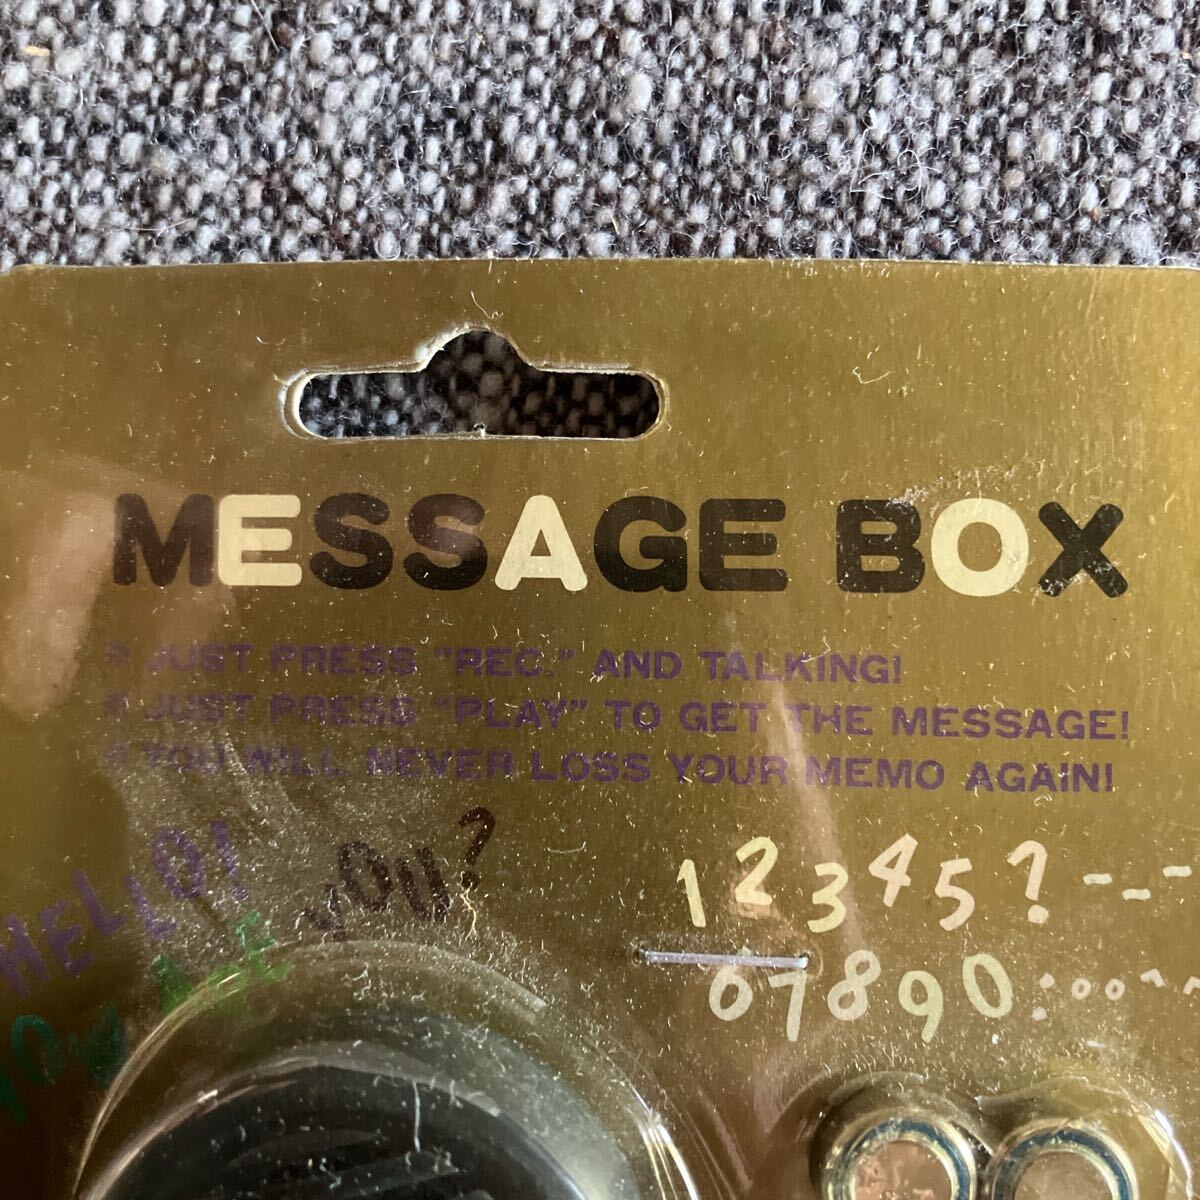 MESSAGE BOX
* JUST PRESS "REC." AND TALKING!
* JUST PRESS "PLAY" TO GET THE MESSAGE!
* YOU WILL NEVER LOSS YOUR MEMO AGAIN!
HELLO!
HOW ARE YOU?
12345? ---
67890:..°°^^